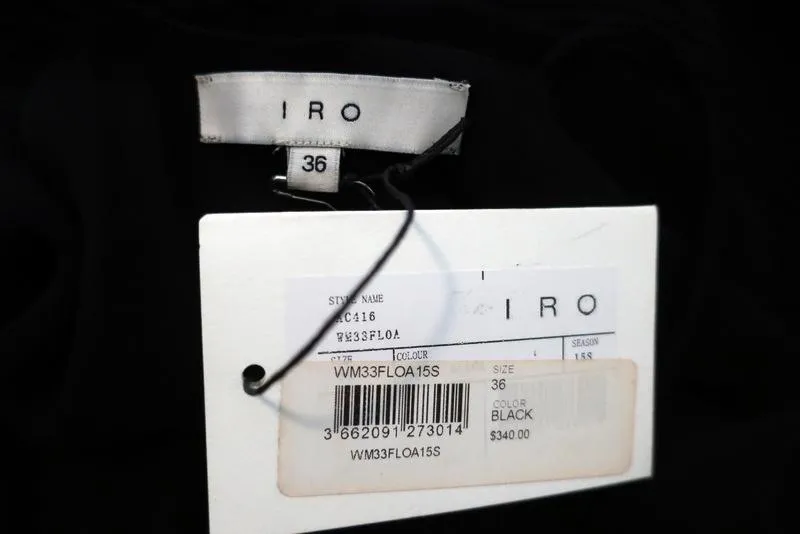 IRO
36
IRO
STYLE NAME
AC416
WM33FLOA
SIZE
COLOUR
SEASON
15S
WM33FLOA15S
SIZE
36
COLOR
BLACK
$340.00
3 662091 273014
WM33FLOA15S